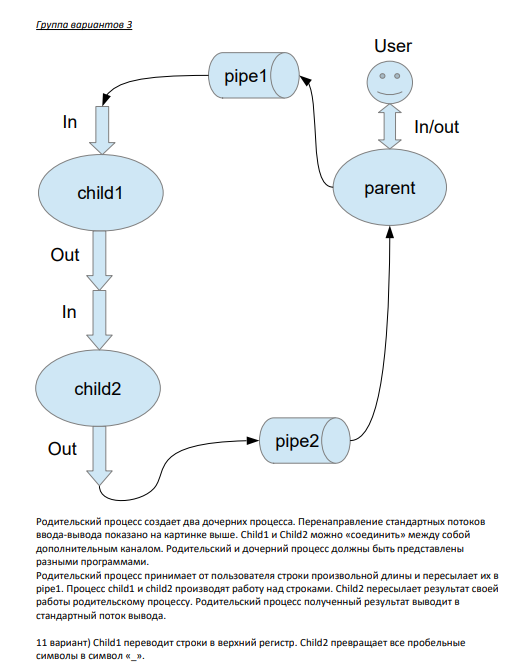 Группа вариантов 3
User
pipe1
In
In/out
child1
parent
Out
In
child2
Out
pipe2
Родительский процесс создает два дочерних процесса. Перенаправление стандартных потоков
ввода-вывода показано на картинке выше. Child1 и Child2 можно «соединить» между собой
дополнительным каналом. Родительский и дочерний процесс должны быть представлены
разными программами.
Родительский процесс принимает от пользователя строки произвольной длины и пересылает их в
pipe1. Процесс child1 и child2 производят работу над строками. Child2 пересылает результат своей
работы родительскому процессу. Родительский процесс полученный результат выводит в
стандартный поток вывода.
11 вариант) Child1 переводит строки в верхний регистр. Child2 превращает все пробельные
символы в символ «_».